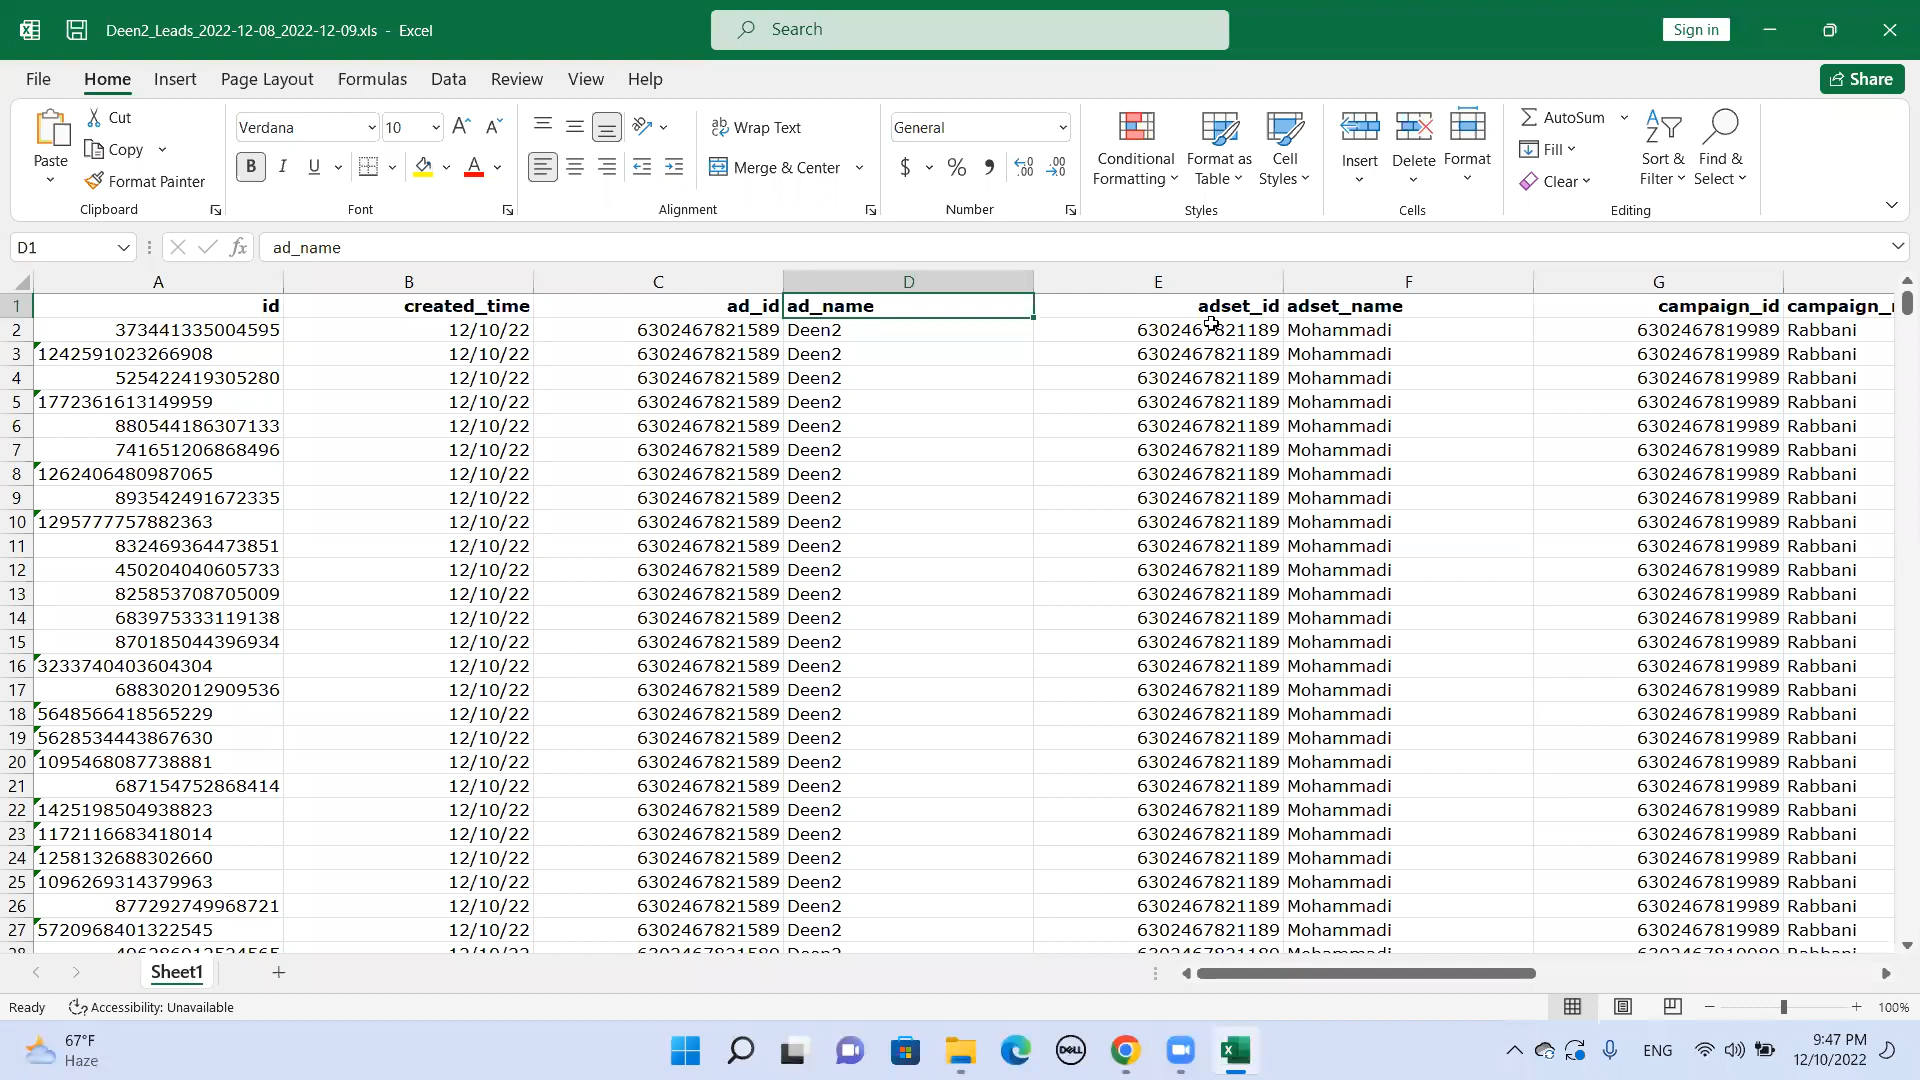 Deen2_Leads_2022-12-08_2022-12-09.xls - Excel
Search
Sign in
File Home Insert Page Layout Formulas Data Review View Help
Share
Paste
Cut
Copy
Format Painter
Clipboard
Verdana 10
B I U
Font
Wrap Text
Merge & Center
Alignment
General
$ %
Number
Conditional Formatting
Format as Table
Cell Styles
Styles
Insert Delete Format
Cells
AutoSum
Fill
Clear
Sort & Filter
Find & Select
Editing
D1 fx ad_name
A B C D E F G
1 id created_time ad_id ad_name adset_id adset_name campaign_id
2 373441335004595 12/10/22 6302467821589 Deen2 6302467821189 Mohammadi 6302467819989 Rabbani
3 1242591023266908 12/10/22 6302467821589 Deen2 6302467821189 Mohammadi 6302467819989 Rabbani
4 525422419305280 12/10/22 6302467821589 Deen2 6302467821189 Mohammadi 6302467819989 Rabbani
5 1772361613149959 12/10/22 6302467821589 Deen2 6302467821189 Mohammadi 6302467819989 Rabbani
6 880544186307133 12/10/22 6302467821589 Deen2 6302467821189 Mohammadi 6302467819989 Rabbani
7 741651206868496 12/10/22 6302467821589 Deen2 6302467821189 Mohammadi 6302467819989 Rabbani
8 1262406480987065 12/10/22 6302467821589 Deen2 6302467821189 Mohammadi 6302467819989 Rabbani
9 893542491672335 12/10/22 6302467821589 Deen2 6302467821189 Mohammadi 6302467819989 Rabbani
10 1295777757882363 12/10/22 6302467821589 Deen2 6302467821189 Mohammadi 6302467819989 Rabbani
11 832469364473851 12/10/22 6302467821589 Deen2 6302467821189 Mohammadi 6302467819989 Rabbani
12 450204040605733 12/10/22 6302467821589 Deen2 6302467821189 Mohammadi 6302467819989 Rabbani
13 825853708705009 12/10/22 6302467821589 Deen2 6302467821189 Mohammadi 6302467819989 Rabbani
14 683975333119138 12/10/22 6302467821589 Deen2 6302467821189 Mohammadi 6302467819989 Rabbani
15 870185044396934 12/10/22 6302467821589 Deen2 6302467821189 Mohammadi 6302467819989 Rabbani
16 3233740403604304 12/10/22 6302467821589 Deen2 6302467821189 Mohammadi 6302467819989 Rabbani
17 688302012909536 12/10/22 6302467821589 Deen2 6302467821189 Mohammadi 6302467819989 Rabbani
18 5648566418565229 12/10/22 6302467821589 Deen2 6302467821189 Mohammadi 6302467819989 Rabbani
19 5628534443867630 12/10/22 6302467821589 Deen2 6302467821189 Mohammadi 6302467819989 Rabbani
20 1095468087738881 12/10/22 6302467821589 Deen2 6302467821189 Mohammadi 6302467819989 Rabbani
21 687154752868414 12/10/22 6302467821589 Deen2 6302467821189 Mohammadi 6302467819989 Rabbani
22 1425198504938823 12/10/22 6302467821589 Deen2 6302467821189 Mohammadi 6302467819989 Rabbani
23 1172116683418014 12/10/22 6302467821589 Deen2 6302467821189 Mohammadi 6302467819989 Rabbani
24 1258132688302660 12/10/22 6302467821589 Deen2 6302467821189 Mohammadi 6302467819989 Rabbani
25 1096269314379963 12/10/22 6302467821589 Deen2 6302467821189 Mohammadi 6302467819989 Rabbani
26 877292749968721 12/10/22 6302467821589 Deen2 6302467821189 Mohammadi 6302467819989 Rabbani
27 5720968401322545 12/10/22 6302467821589 Deen2 6302467821189 Mohammadi 6302467819989 Rabbani
Sheet1
Ready Accessibility: Unavailable 100%
67°F
Haze
DELL
ENG
9:47 PM
12/10/2022